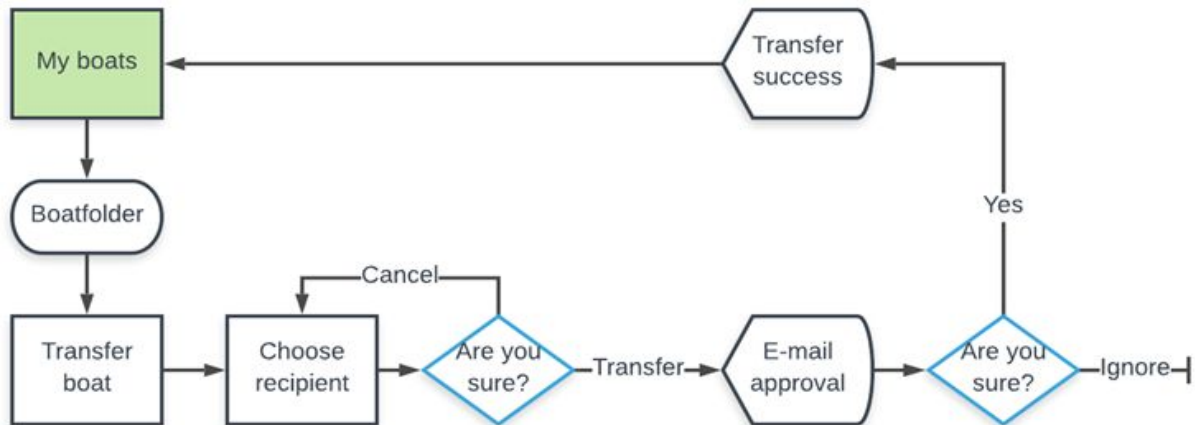 My boats
Transfer
success
Yes
Boatfolder
Cancel
Transfer
boat
Choose
recipient
Are you
sure?
Transfer
E-mail
approval
Are you
sure?
Ignore